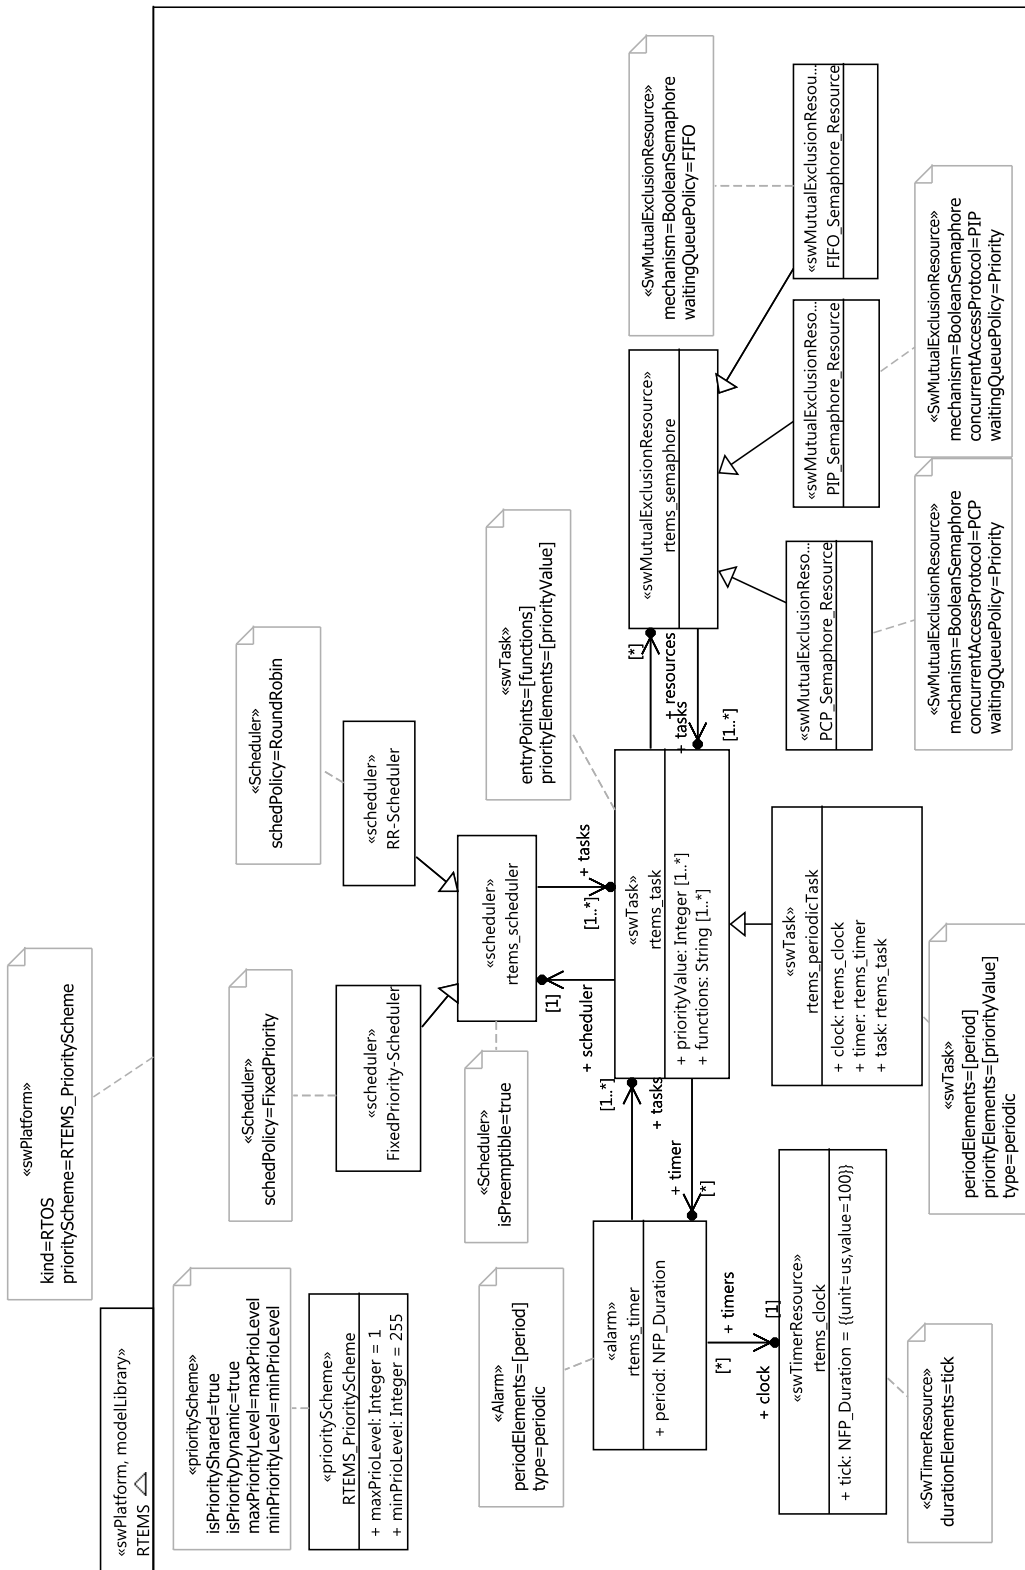 «swPlatform, modelLibrary»
RTEMS
«swPlatform»
kind=RTOS
priorityScheme=RTEMS_PriorityScheme
«priorityScheme»
isPriorityShared=true
isPriorityDynamic=true
maxPriorityLevel=maxPrioLevel
minPriorityLevel=minPrioLevel
«priorityScheme»
RTEMS_PriorityScheme
+ maxPrioLevel: Integer = 1
+ minPrioLevel: Integer = 255
«Scheduler»
schedPolicy=FixedPriority
«scheduler»
FixedPriority-Scheduler
«Scheduler»
schedPolicy=RoundRobin
«scheduler»
RR-Scheduler
«scheduler»
rtems_scheduler
«Scheduler»
isPreemptible=true
[1]
+ scheduler
[1..*]
+ tasks
«swTask»
entryPoints=[functions]
priorityElements=[priorityValue]
«swTask»
rtems_task
+ priorityValue: Integer [1..*]
+ functions: String [1..*]
«Alarm»
periodElements=[period]
type=periodic
«alarm»
rtems_timer
+ period: NFP_Duration
[1..*]
+ tasks
+ timer
[*]
[*]
+ timers
+ clock
[1]
«swTimerResource»
rtems_clock
+ tick: NFP_Duration = {{unit=us,value=100}}
«SwTimerResource»
durationElements=tick
«swTask»
rtems_periodicTask
+ clock: rtems_clock
+ timer: rtems_timer
+ task: rtems_task
«swTask»
periodElements=[period]
priorityElements=[priorityValue]
type=periodic
[*]
+ resources
+ tasks
[1..*]
«swMutualExclusionResource»
rtems_semaphore
«SwMutualExclusionResource»
mechanism=BooleanSemaphore
waitingQueuePolicy=FIFO
«swMutualExclusionReso...
PCP_Semaphore_Resource
«swMutualExclusionReso...
PIP_Semaphore_Resource
«swMutualExclusionResou...
FIFO_Semaphore_Resource
«SwMutualExclusionResource»
mechanism=BooleanSemaphore
concurrentAccessProtocol=PCP
waitingQueuePolicy=Priority
«SwMutualExclusionResource»
mechanism=BooleanSemaphore
concurrentAccessProtocol=PIP
waitingQueuePolicy=Priority